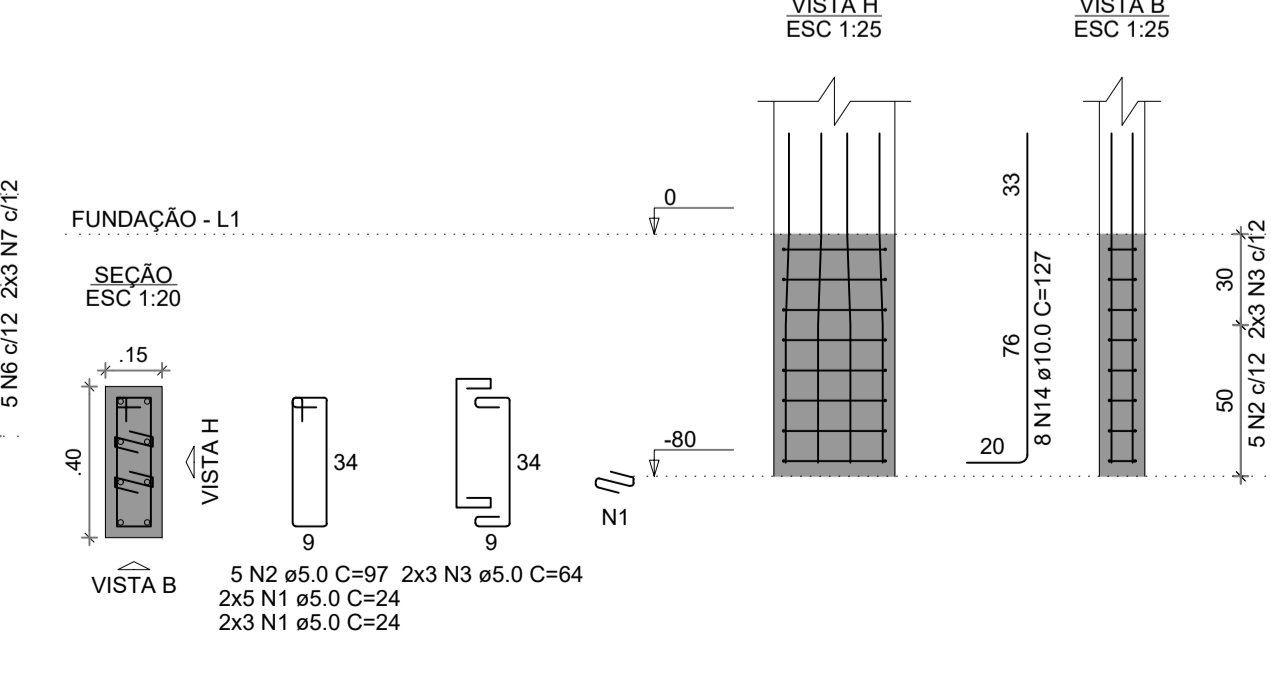 VISTA H
ESC 1:25
VISTA B
ESC 1:25
5 N6 c/12 2x3 N7 c/12
FUNDAÇÃO - L1
0
33
SEÇÃO
ESC 1:20
.15
.40
VISTA H
VISTA B
34
9
34
9
N1
5 N2 ø5.0 C=97 2x3 N3 ø5.0 C=64
2x5 N1 ø5.0 C=24
2x3 N1 ø5.0 C=24
-80
76
20
8 N14 ø10.0 C=127
30
50
5 N2 c/12 2x3 N3 c/12